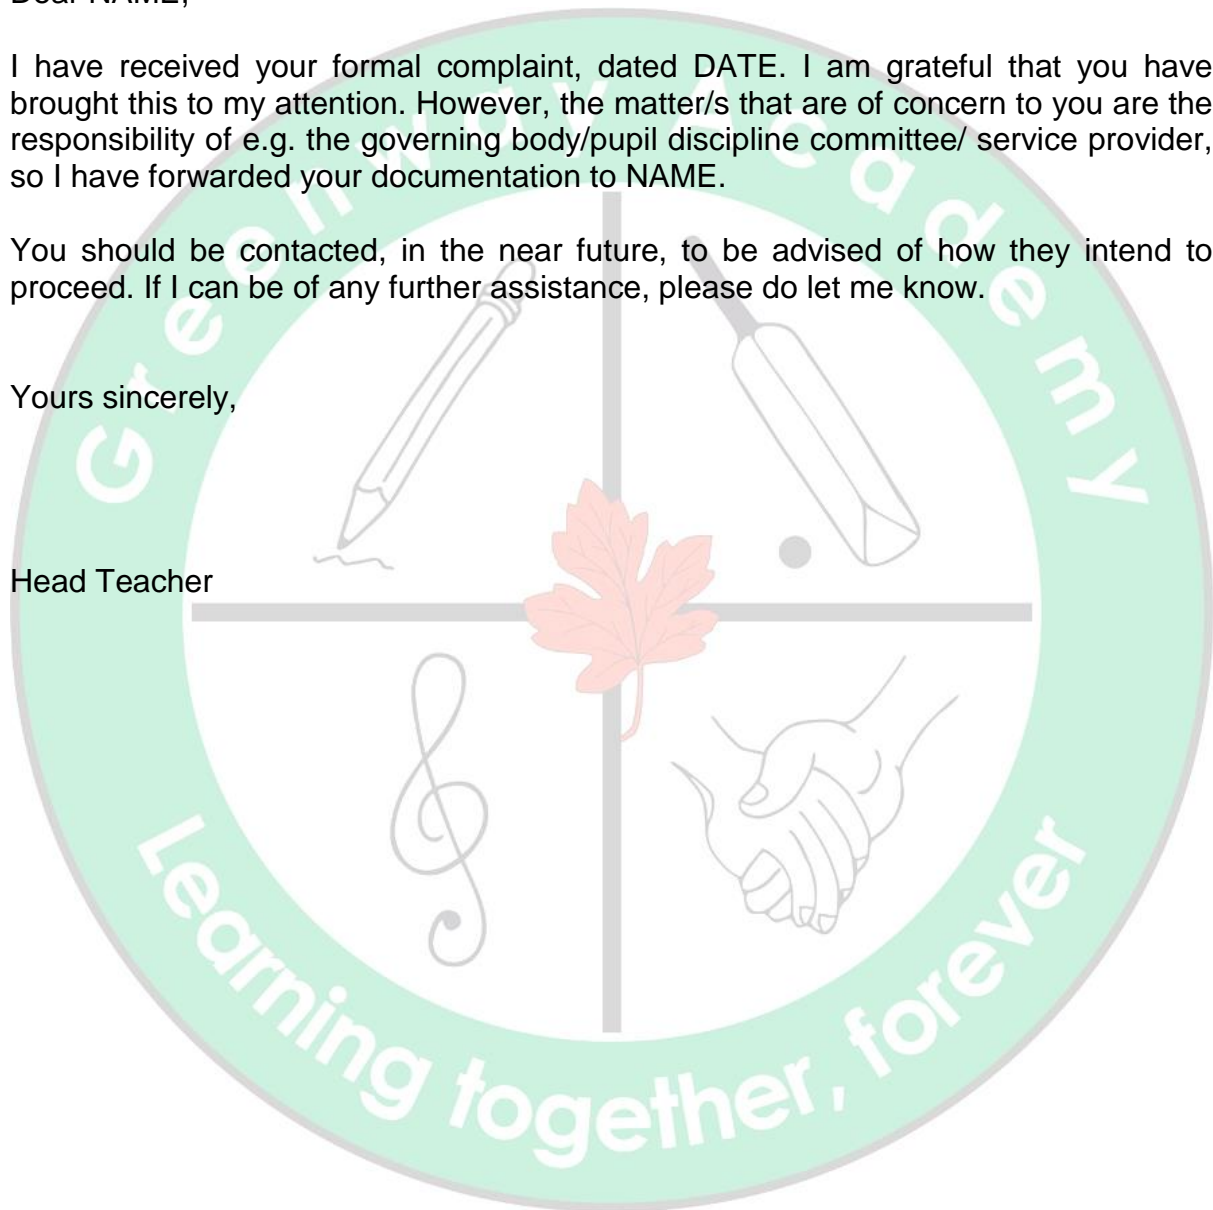 Dear NAME,
I have received your formal complaint, dated DATE. I am grateful that you have
brought this to my attention. However, the matter/s that are of concern to you are the
responsibility of e.g. the governing body/pupil discipline committee/ service provider,
so I have forwarded your documentation to NAME.
You should be contacted, in the near future, to be advised of how they intend to
proceed. If I can be of any further assistance, please do let me know.
Yours sincerely,
Head Teacher
Greenway Academy
Learning together, forever